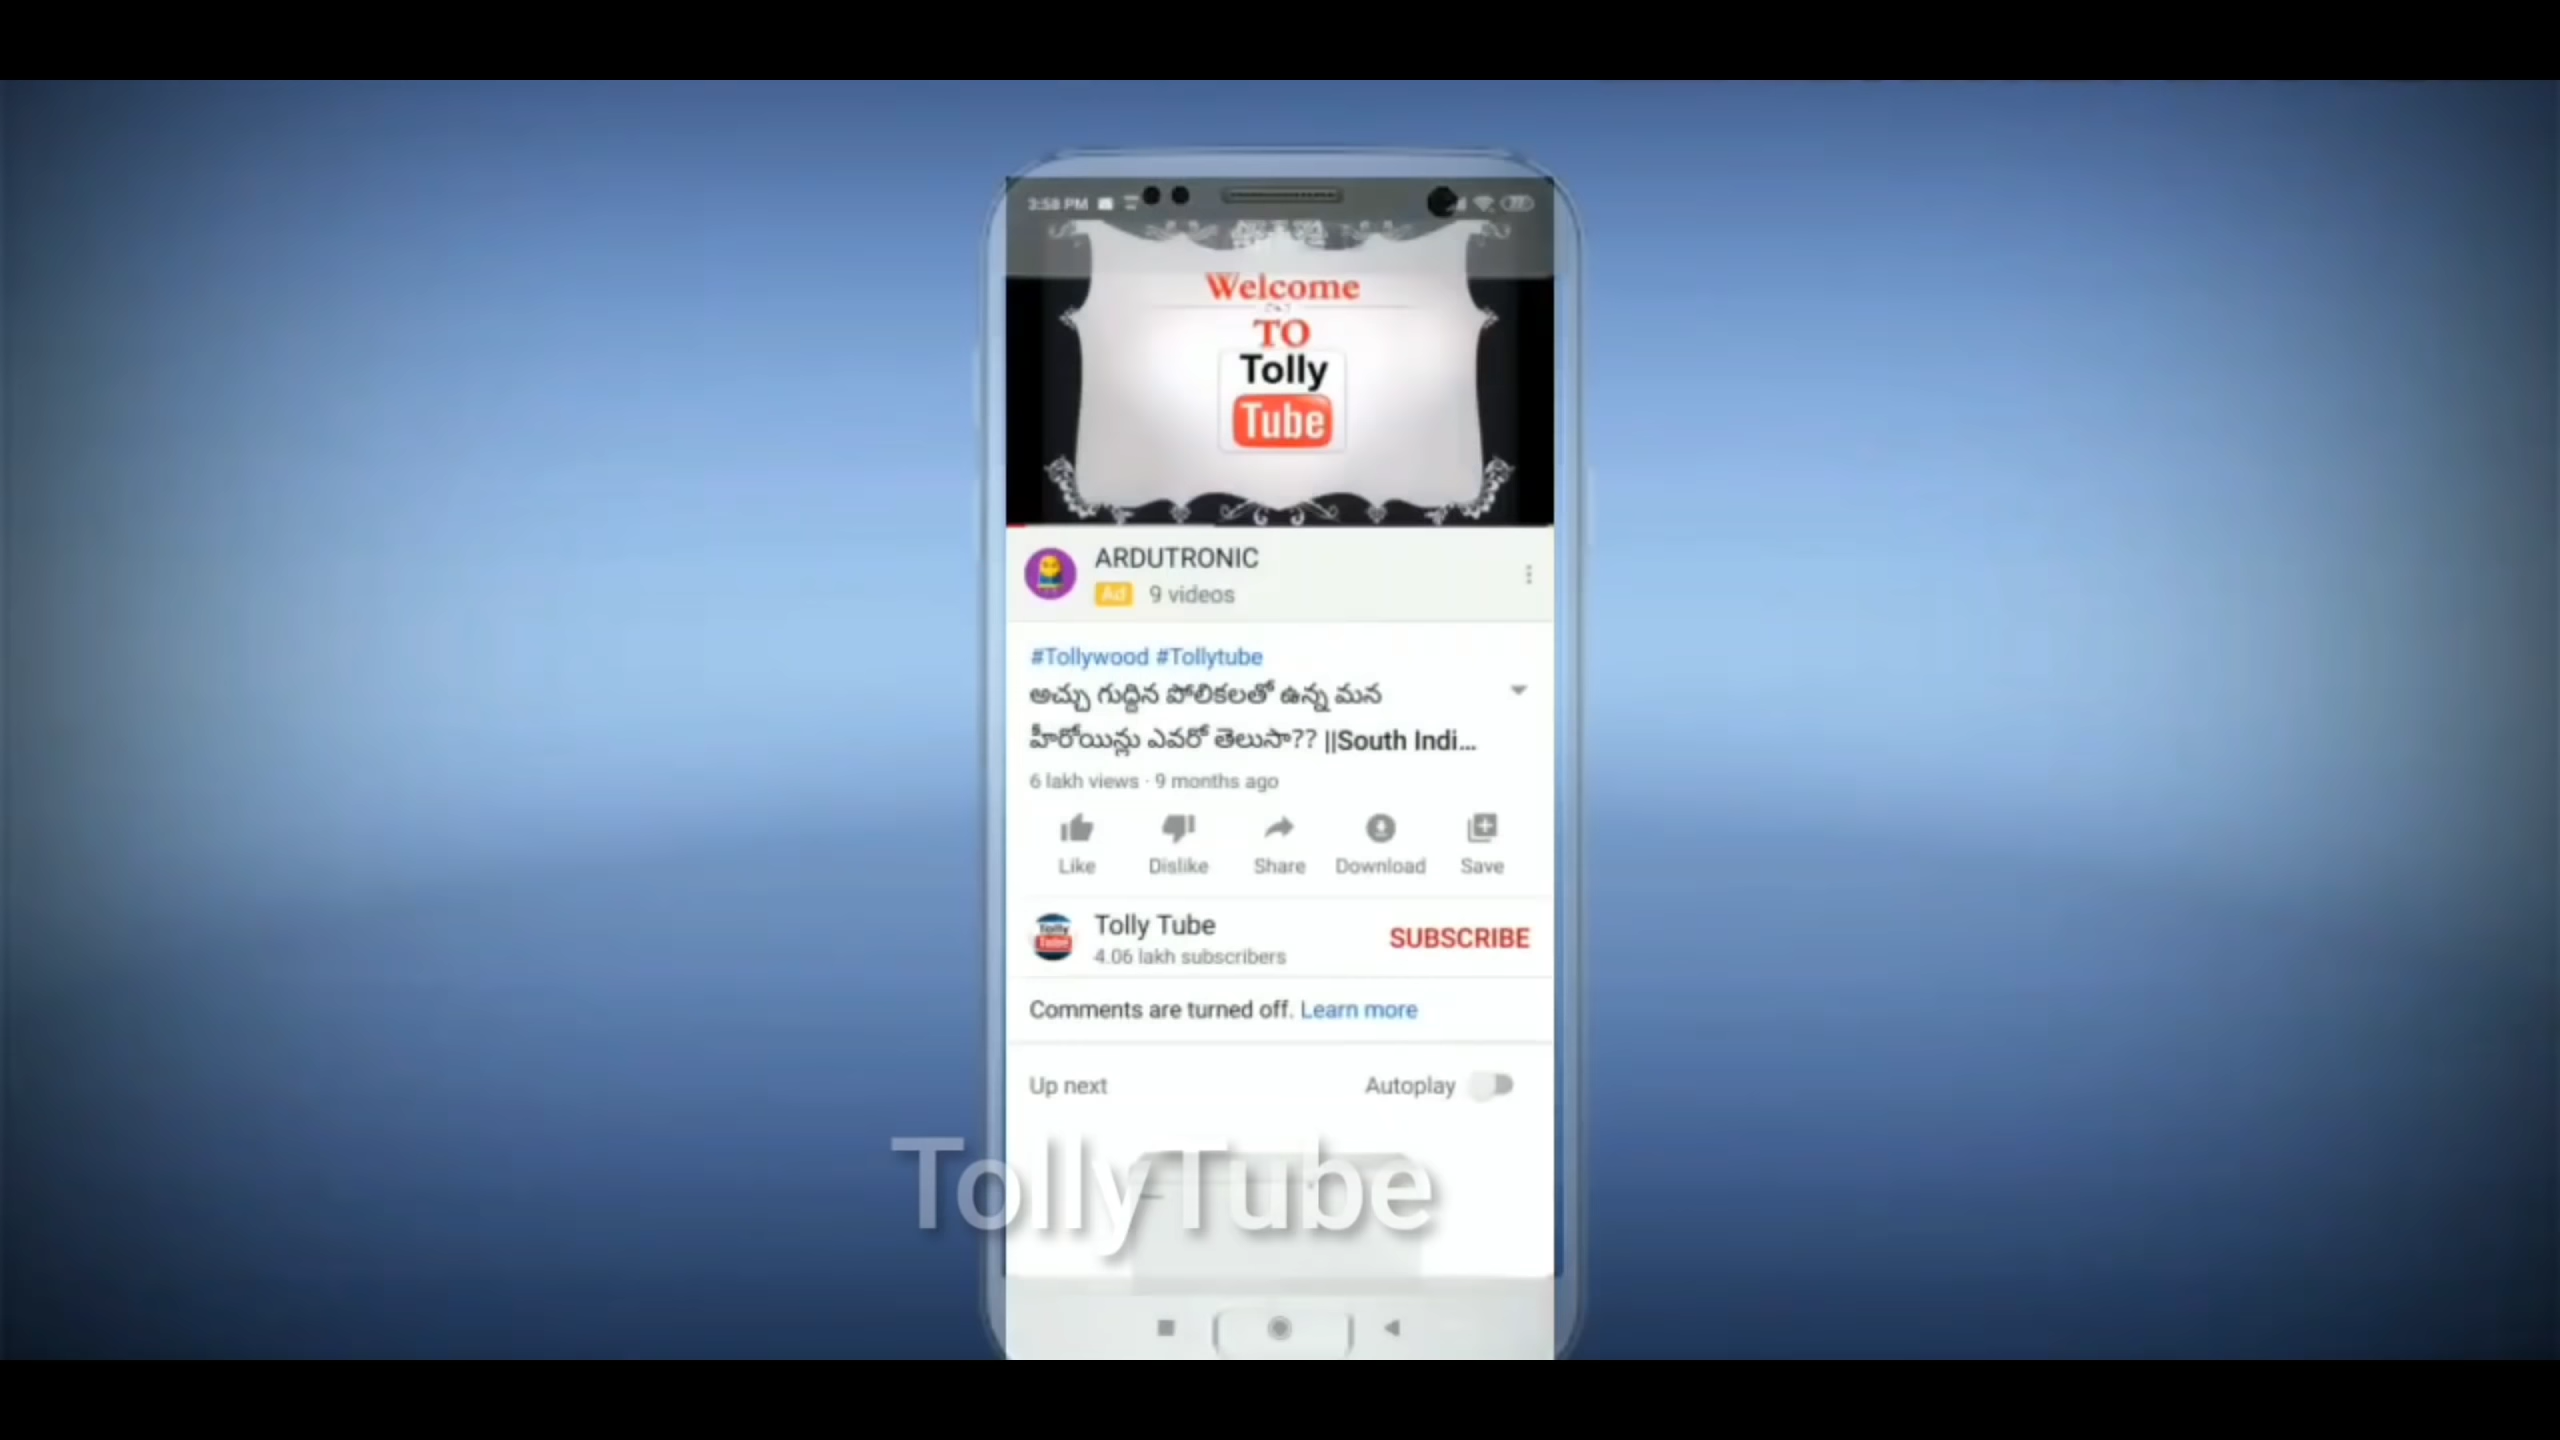 3:58 PM
Welcome
TO
Tolly
Tube
ARDUTRONIC
Ad 9 videos
#Tollywood #Tollytube
అచ్చు గుద్దిన పోలికలతో ఉన్న మన
హీరోయిన్లు ఎవరో తెలుసా?? ||South Indi...
6 lakh views · 9 months ago
Like Dislike Share Download Save
Tolly Tube
Tolly Tube SUBSCRIBE
4.06 lakh subscribers
Comments are turned off. Learn more
Up next Autoplay
TollyTube